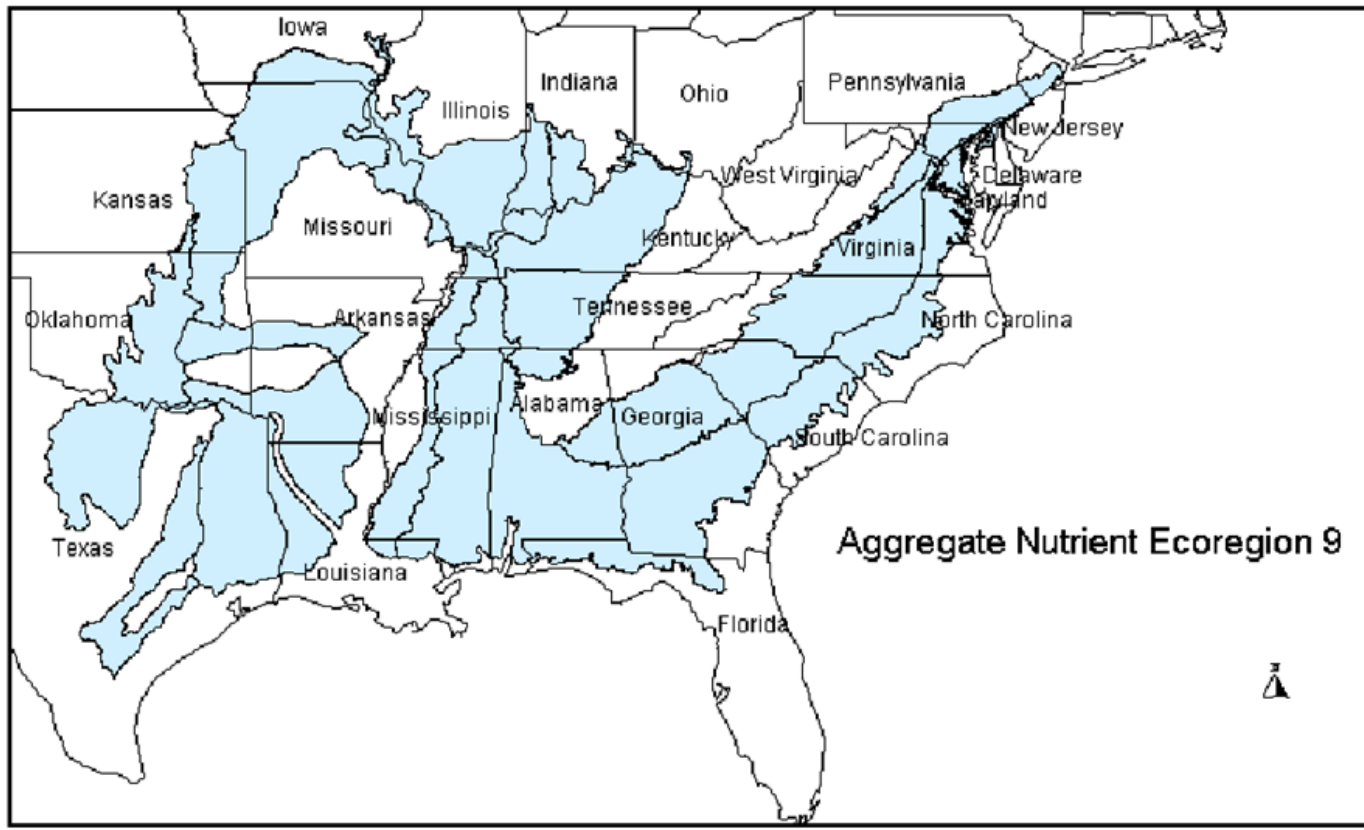 Iowa
Indiana
Ohio
Pennsylvania
Illinois
New Jersey
West Virginia
Delaware
Maryland
Kansas
Missouri
Kentucky
Virginia
Oklahoma
Arkansas
Tennessee
North Carolina
Mississippi
Alabama
Georgia
South Carolina
Texas
Louisiana
Aggregate Nutrient Ecoregion 9
Florida